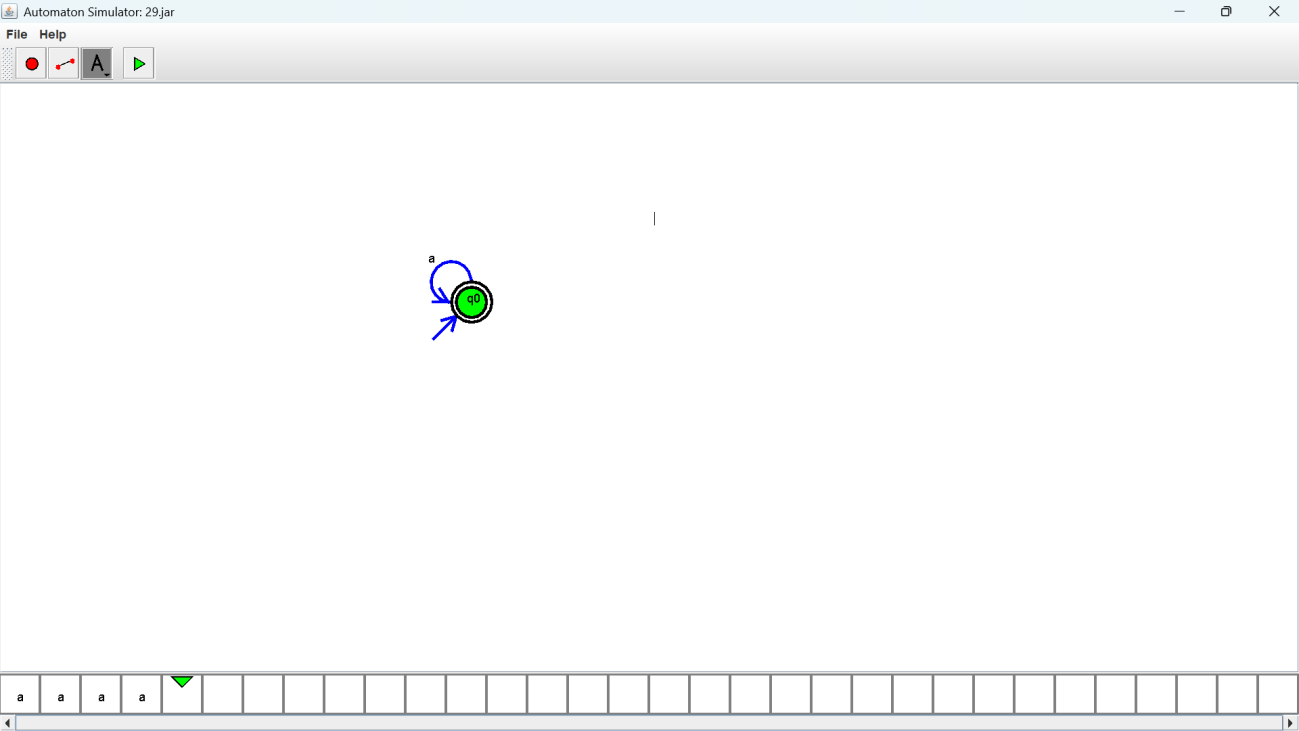 Automaton Simulator: 29.jar
File Help
A
a
q0
a a a a